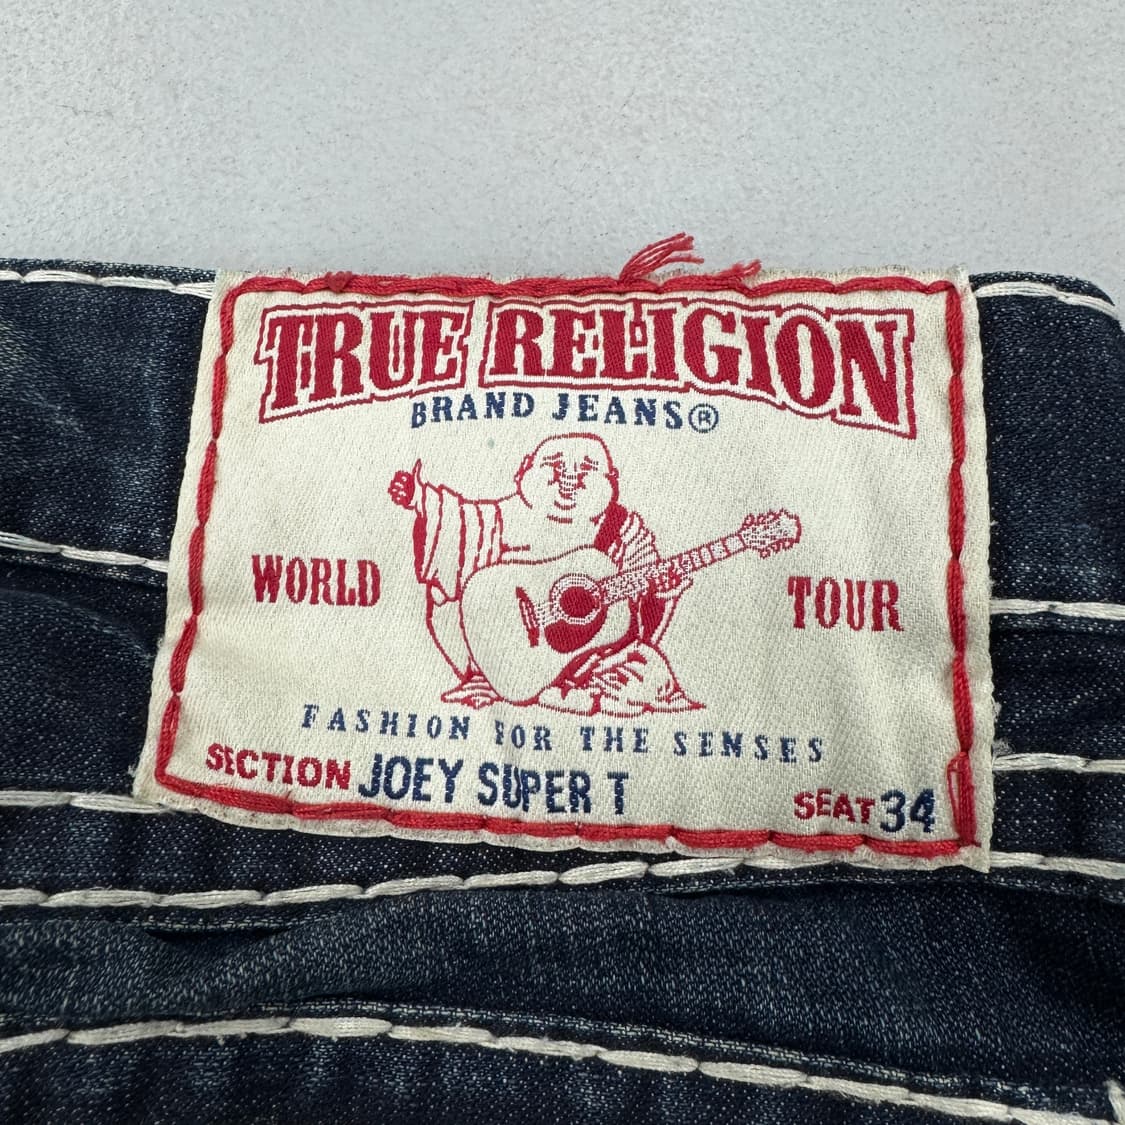 TRUE RELIGION
BRAND JEANS®
WORLD TOUR
FASHION FOR THE SENSES
SECTION JOEY SUPER T
SEAT 34